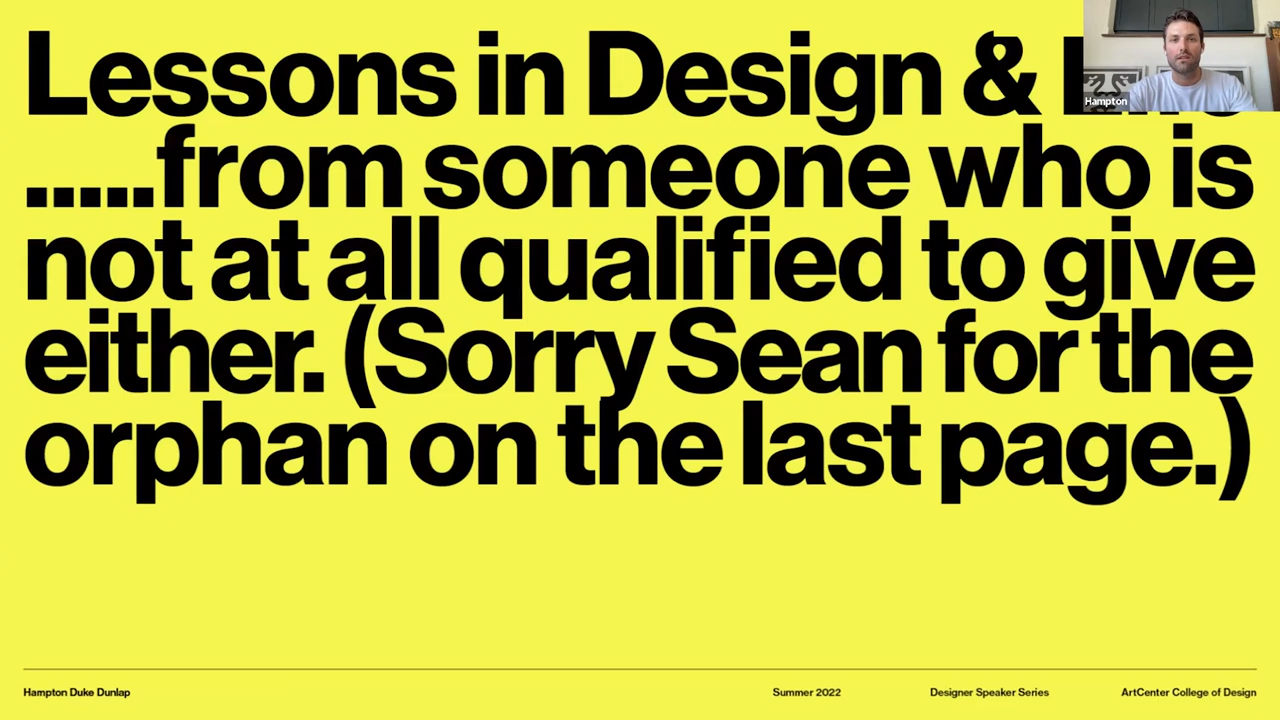 Lessons in Design &
.....from someone who is
not at all qualified to give
either. (Sorry Sean for the
orphan on the last page.)
Hampton
Hampton Duke Dunlap
Summer 2022
Designer Speaker Series
ArtCenter College of Design